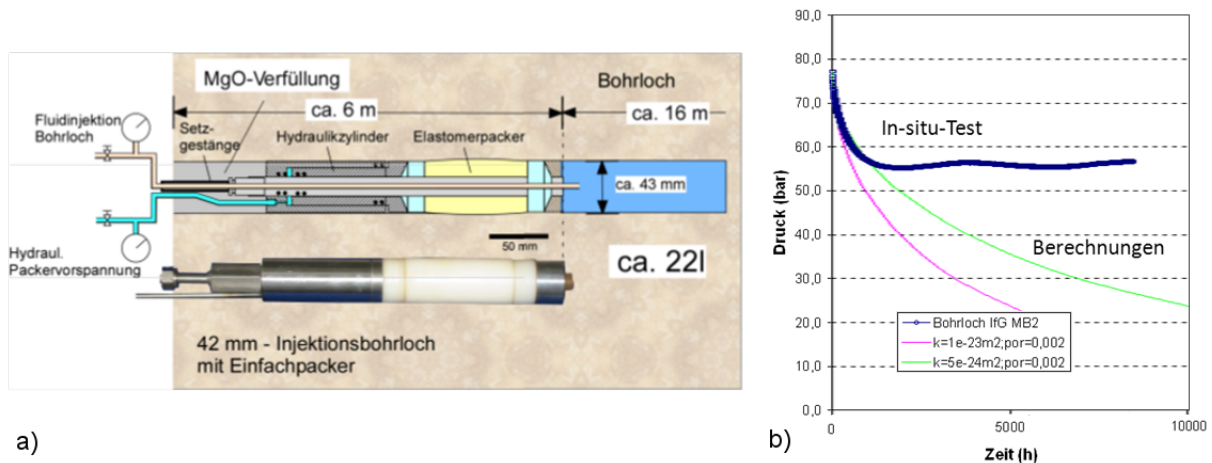 MgO-Verfüllung
Bohrloch
ca. 6 m
ca. 16 m
Fluidinjektion
Bohrloch
Setz-
gestänge
Hydraulikzylinder
Elastomerpacker
ca. 43 mm
50 mm
Hydraul.
Packervorspannung
ca. 22l
42 mm - Injektionsbohrloch
mit Einfachpacker
a)
90,0
80,0
70,0
60,0
50,0
40,0
30,0
20,0
10,0
0,0
Druck (bar)
In-situ-Test
Berechnungen
Bohrloch IfG MB2
k=1e-23m2;por=0,002
k=5e-24m2;por=0,002
0
5000
10000
Zeit (h)
b)